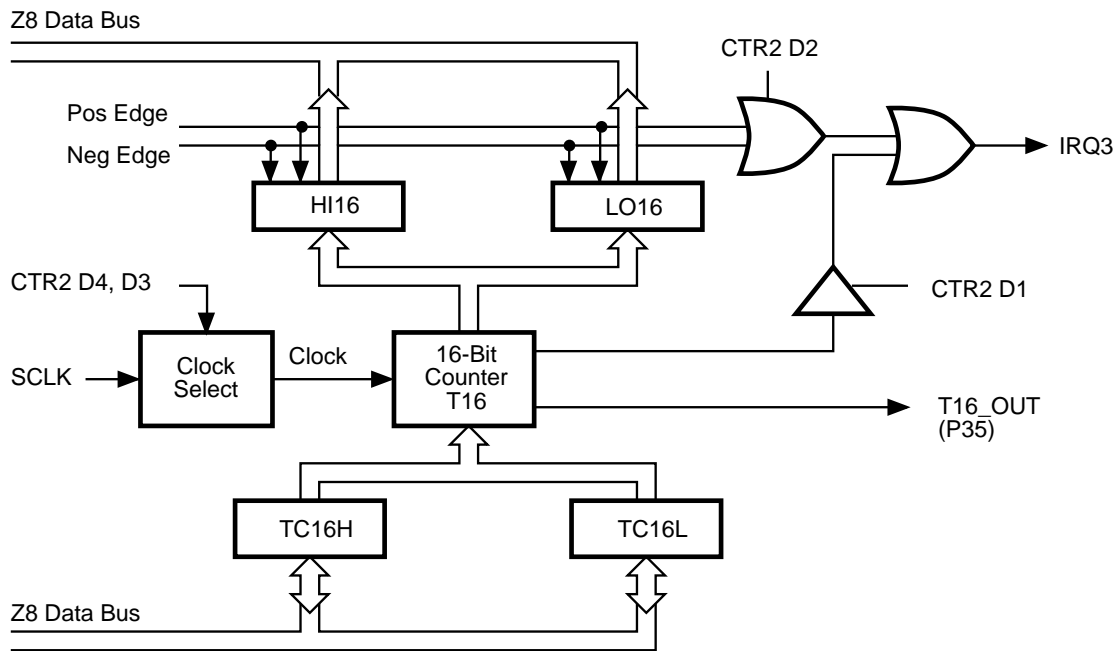 Z8 Data Bus
CTR2 D2
Pos Edge
Neg Edge
IRQ3
HI16
LO16
CTR2 D4, D3
CTR2 D1
SCLK
Clock
Select
Clock
16-Bit
Counter
T16
T16_OUT
(P35)
TC16H
TC16L
Z8 Data Bus